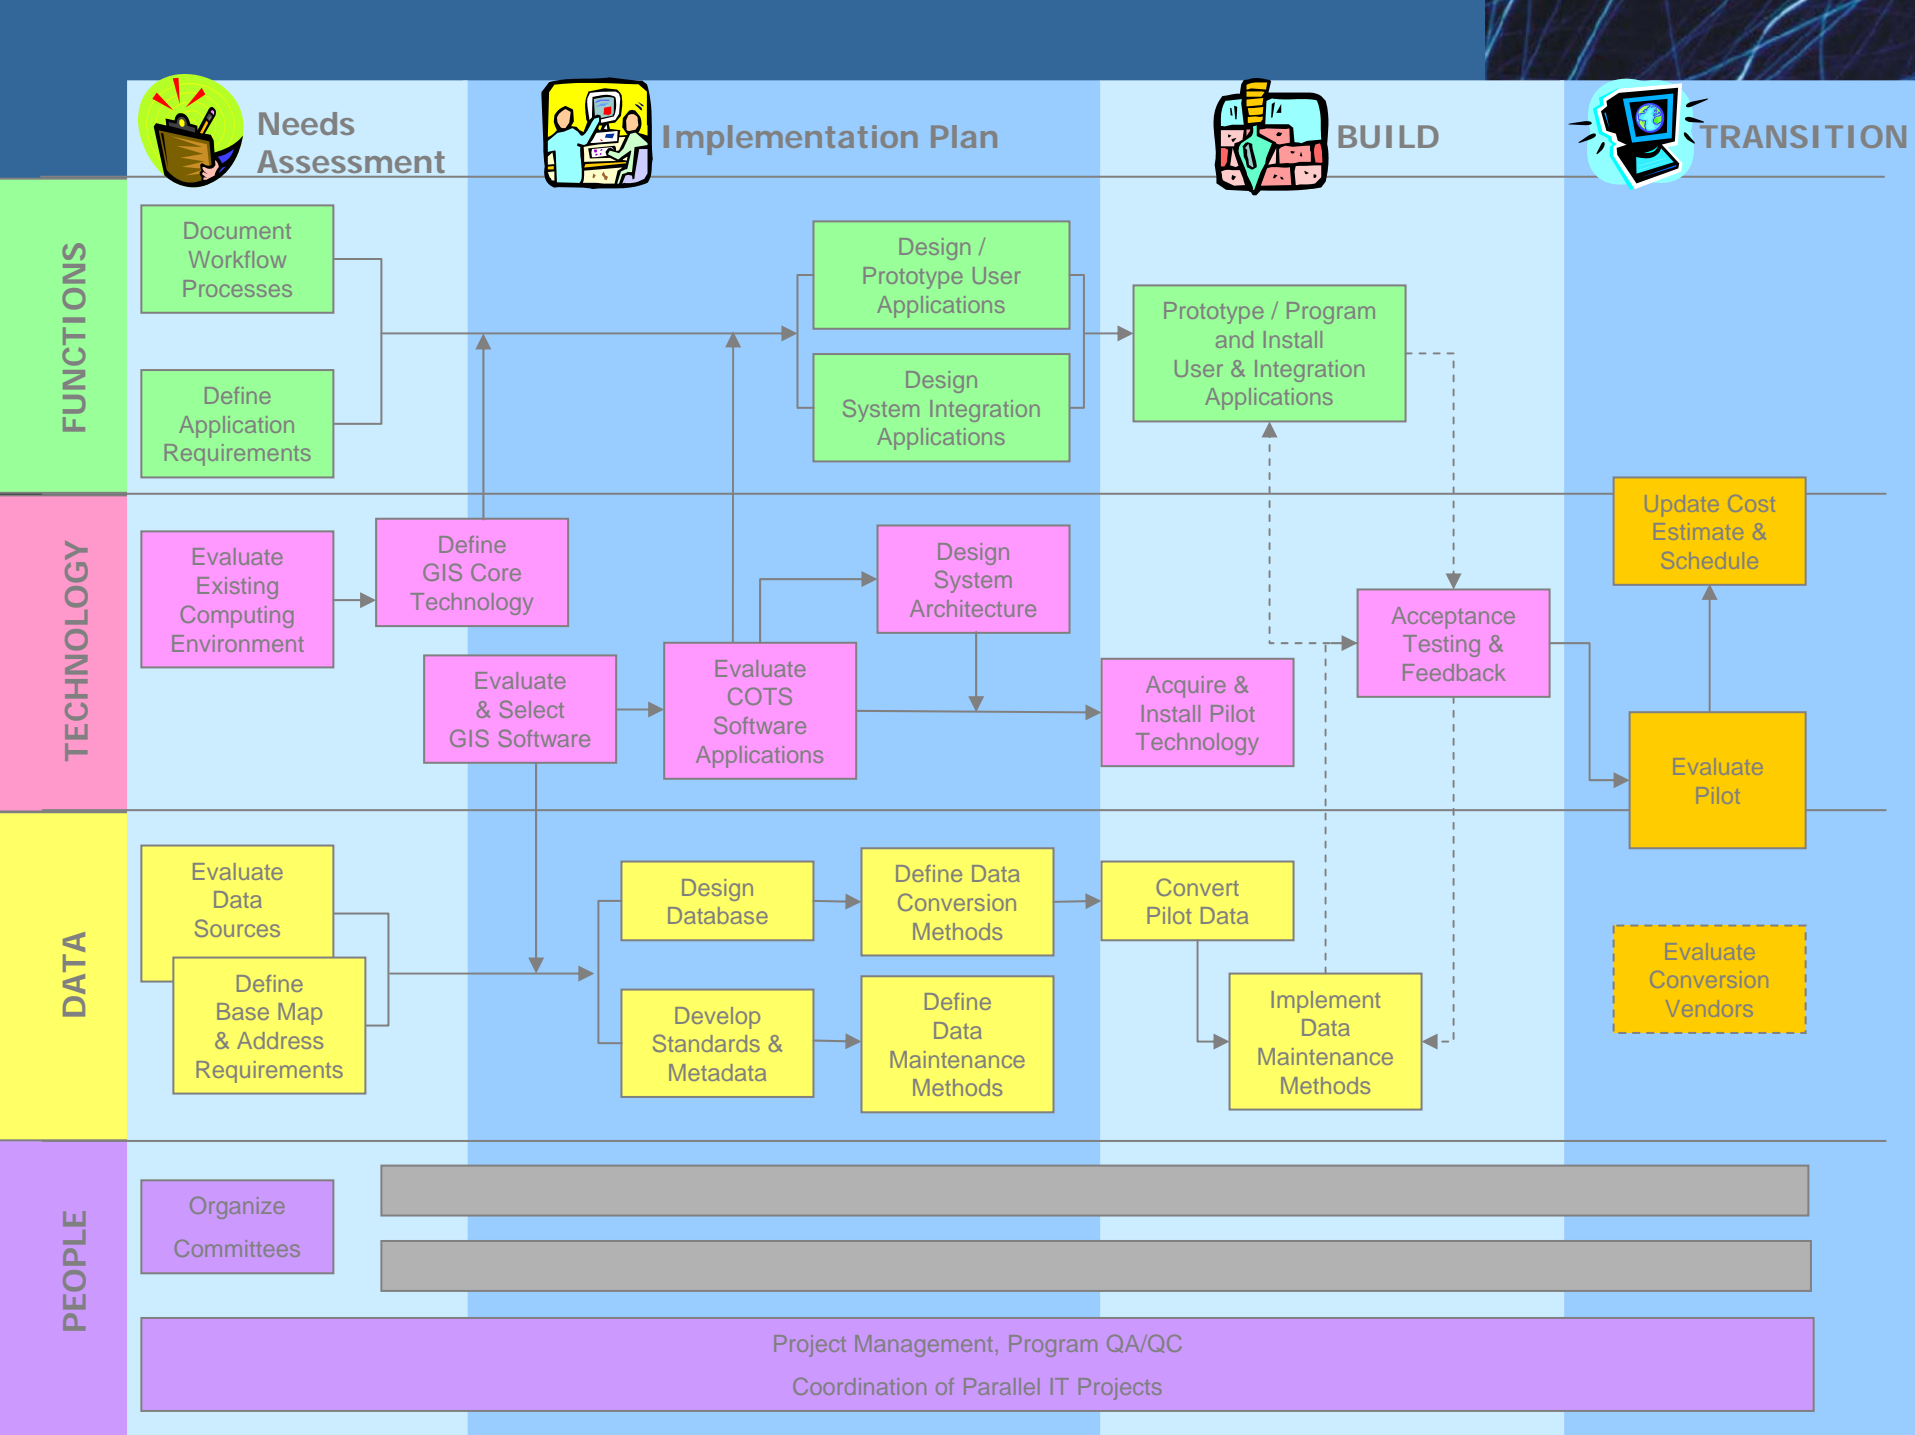 Needs
Assessment
Implementation Plan
BUILD
TRANSITION
FUNCTIONS
Document
Workflow
Processes
Define
Application
Requirements
Design /
Prototype User
Applications
Design
System Integration
Applications
Prototype / Program
and Install
User & Integration
Applications
TECHNOLOGY
Evaluate
Existing
Computing
Environment
Define
GIS Core
Technology
Evaluate
& Select
GIS Software
Evaluate
COTS
Software
Applications
Design
System
Architecture
Acquire &
Install Pilot
Technology
Acceptance
Testing &
Feedback
Update Cost
Estimate &
Schedule
Evaluate
Pilot
DATA
Evaluate
Data
Sources
Define
Base Map
& Address
Requirements
Design
Database
Develop
Standards &
Metadata
Define Data
Conversion
Methods
Define
Data
Maintenance
Methods
Convert
Pilot Data
Implement
Data
Maintenance
Methods
Evaluate
Conversion
Vendors
PEOPLE
Organize
Committees
Project Management, Program QA/QC
Coordination of Parallel IT Projects